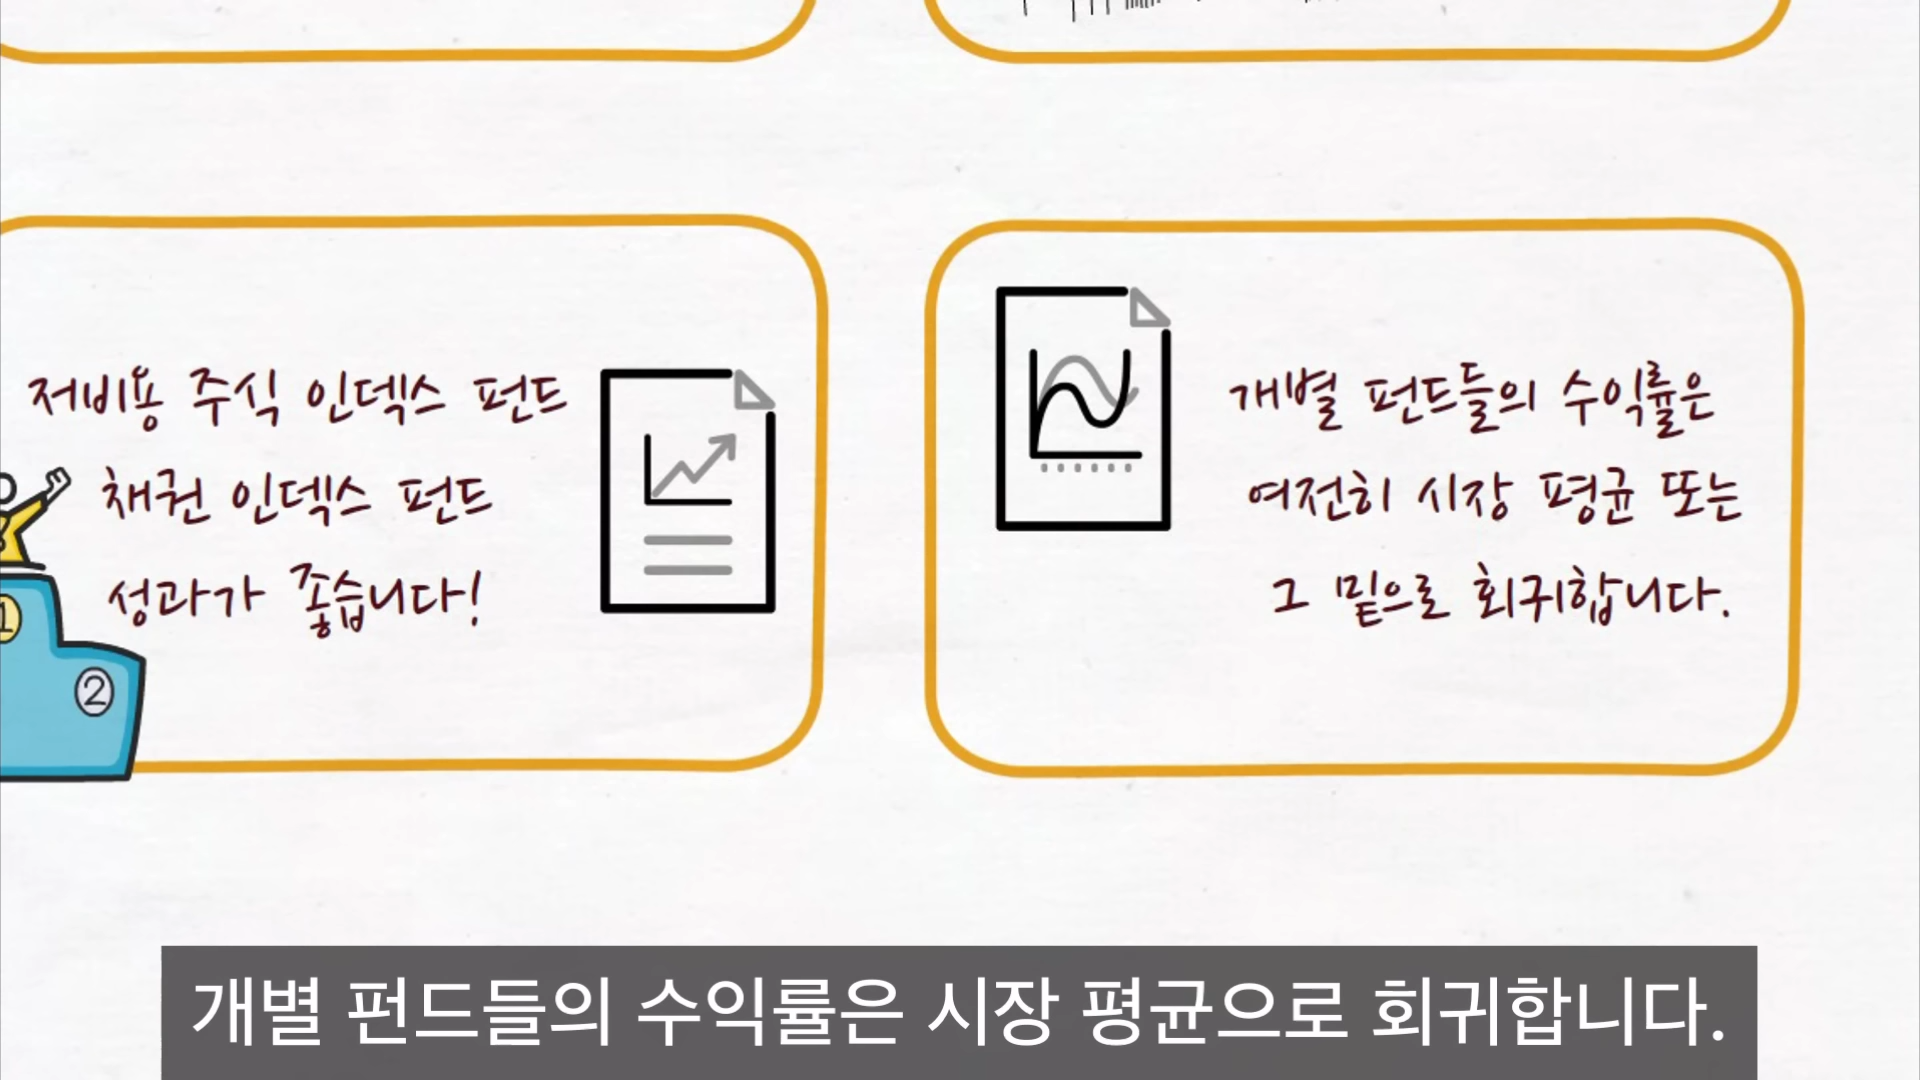 저비용 주식 인덱스 펀드
채권 인덱스 펀드
성과가 좋습니다!
1
2
개별 펀드들의 수익률은
여전히 시장 평균 또는
그 밑으로 회귀합니다.
개별 펀드들의 수익률은 시장 평균으로 회귀합니다.